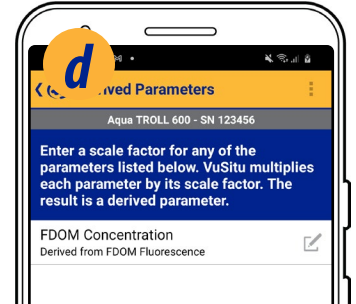 d
Derived Parameters
Aqua TROLL 600 - SN 123456
Enter a scale factor for any of the
parameters listed below. VuSitu multiplies
each parameter by its scale factor. The
result is a derived parameter.
FDOM Concentration
Derived from FDOM Fluorescence